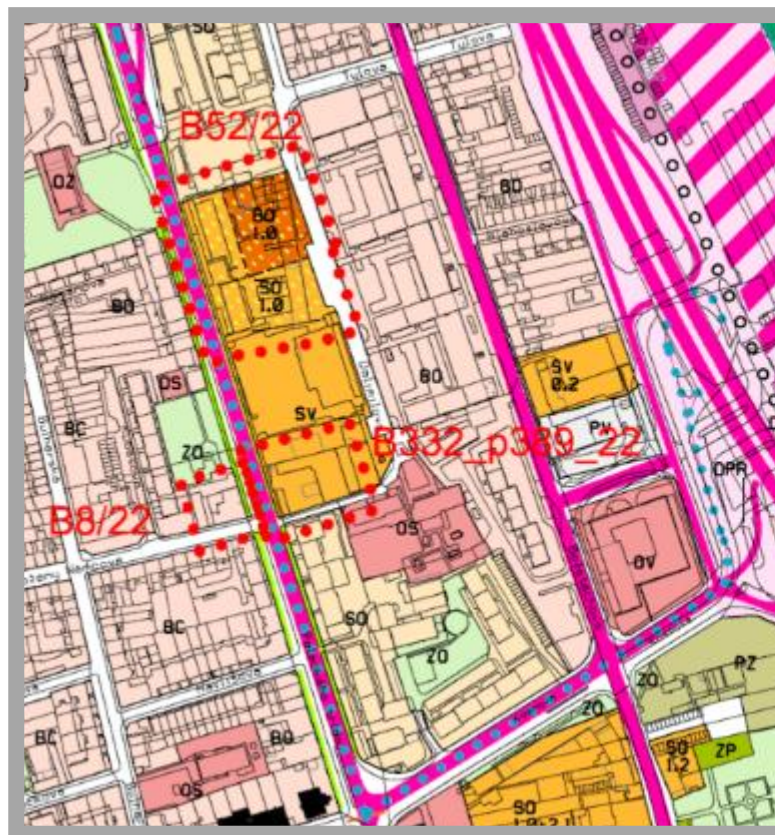 SO
Tulova
B52/22
OZ
BO
1.0
BO
SO
1.0
BO
OS
BO
SV
0.2
BC
SV
ZO
B332_p339_22
PV
DPR
B8/22
OS
OV
SO
BC
ZO
PZ
ZO
ZO
BC
BO
SO
1.2
ZP
OS
SO